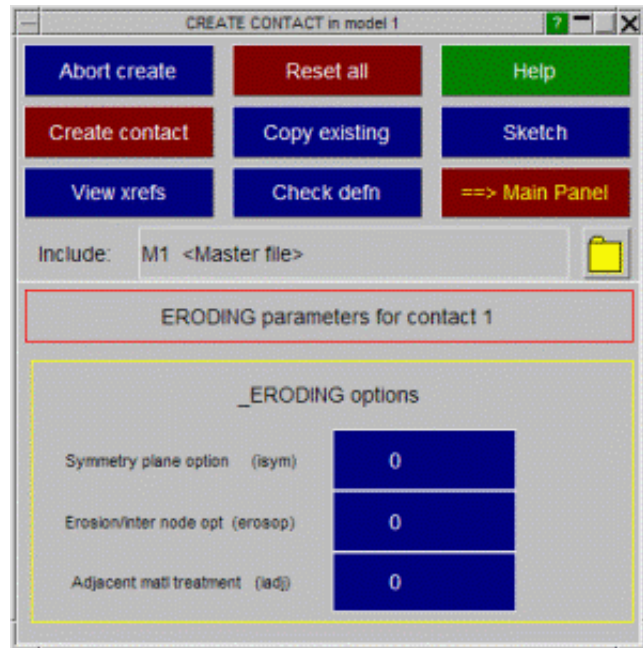 CREATE CONTACT in model 1 ?
Abort create Reset all Help
Create contact Copy existing Sketch
View xrefs Check defn ==> Main Panel
Include: M1 <Master file>
ERODING parameters for contact 1
_ERODING options
Symmetry plane option (isym) 0
Erosion/inter node opt (erosop) 0
Adjacent matl treatment (iadj) 0